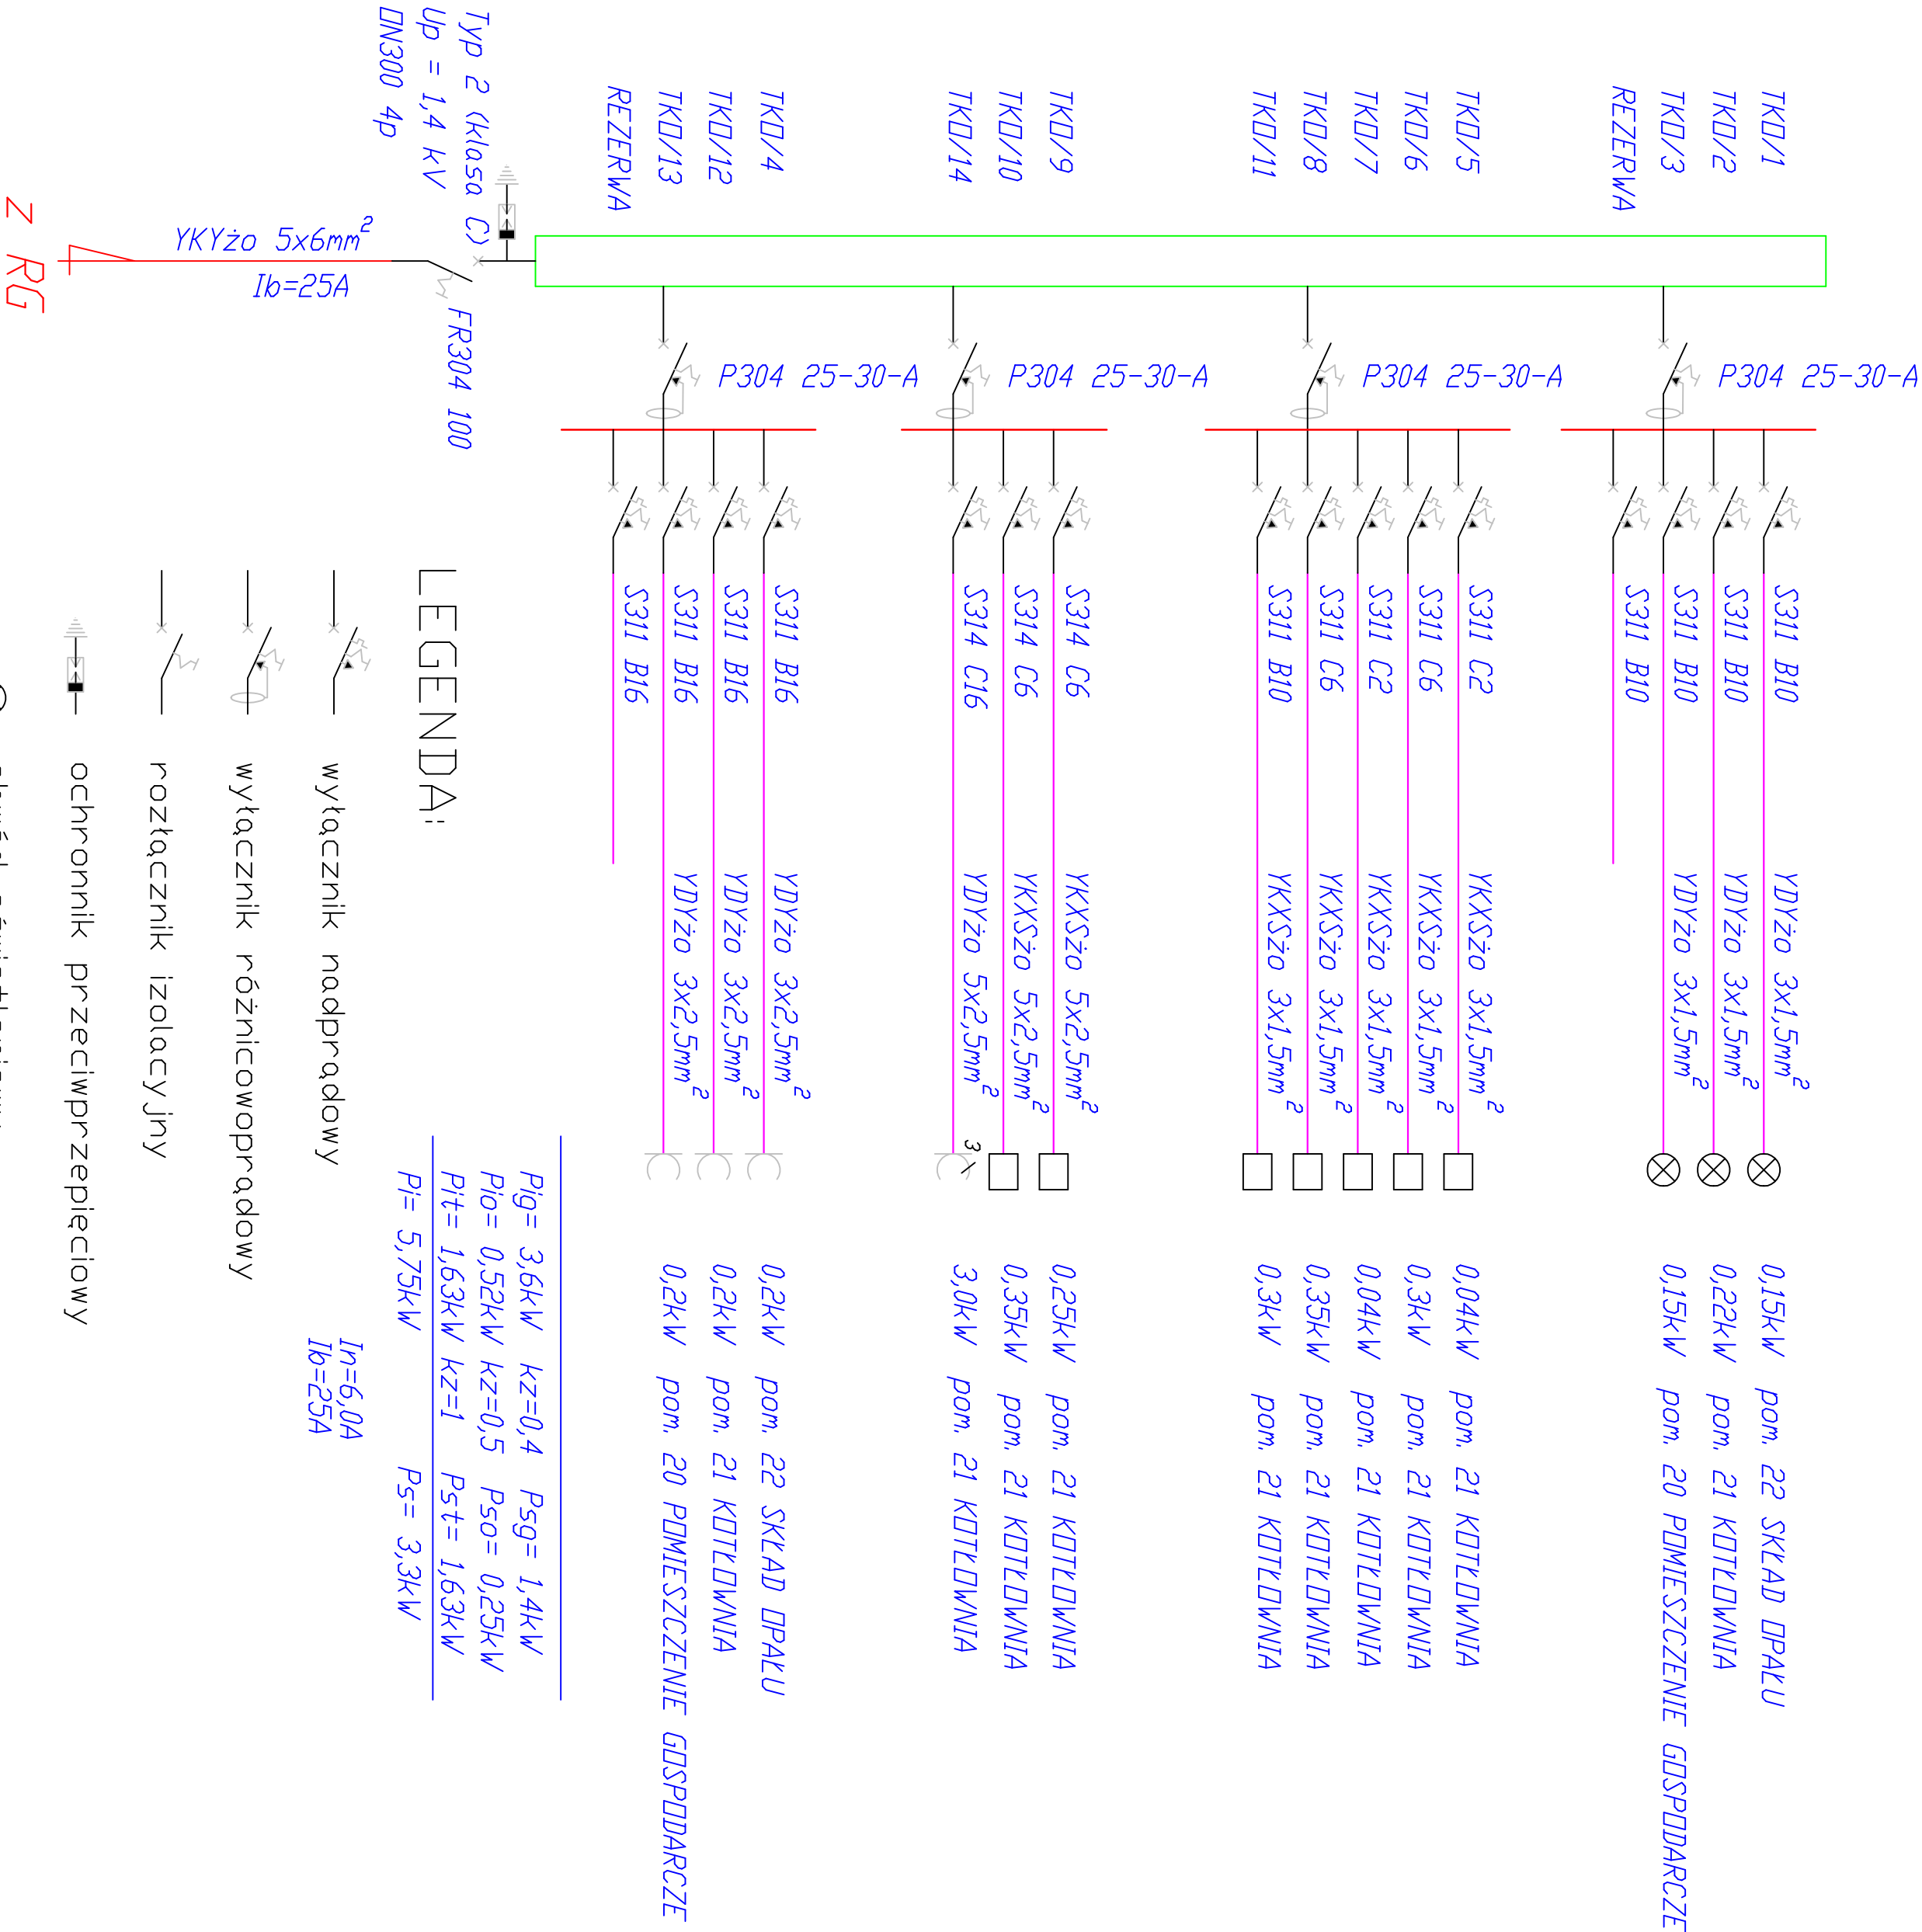 TKO/1
TKO/2
TKO/3
REZERWA
TKO/5
TKO/6
TKO/7
TKO/8
TKO/11
TKO/9
TKO/10
TKO/14
TKO/4
TKO/12
TKO/13
REZERWA
Typ 2 (klasa C)
Up = 1,4 kV
DN300 4p
YKYżo 5x6mm²
Ib=25A
Z RG
FR304 100
P304 25-30-A
P304 25-30-A
P304 25-30-A
P304 25-30-A
S311 B10
S311 B10
S311 B10
S311 B10
S311 C2
S311 C6
S311 C2
S311 C6
S311 B10
S314 C6
S314 C6
S314 C16
S311 B16
S311 B16
S311 B16
S311 B16
YDYżo 3x1,5mm²
YDYżo 3x1,5mm²
YDYżo 3x1,5mm²
YKXSżo 3x1,5mm²
YKXSżo 3x1,5mm²
YKXSżo 3x1,5mm²
YKXSżo 3x1,5mm²
YKXSżo 3x1,5mm²
YKXSżo 5x2,5mm²
YKXSżo 5x2,5mm²
YDYżo 5x2,5mm²
3
YDYżo 3x2,5mm²
YDYżo 3x2,5mm²
YDYżo 3x2,5mm²
0,15kW pom. 22 SKŁAD OPAŁU
0,22kW pom. 21 KOTŁOWNIA
0,15kW pom. 20 POMIESZCZENIE GOSPODARCZE
0,04kW pom. 21 KOTŁOWNIA
0,3kW pom. 21 KOTŁOWNIA
0,04kW pom. 21 KOTŁOWNIA
0,35kW pom. 21 KOTŁOWNIA
0,3kW pom. 21 KOTŁOWNIA
0,25kW pom. 21 KOTŁOWNIA
0,35kW pom. 21 KOTŁOWNIA
3,0kW pom. 21 KOTŁOWNIA
0,2kW pom. 22 SKŁAD OPAŁU
0,2kW pom. 21 KOTŁOWNIA
0,2kW pom. 20 POMIESZCZENIE GOSPODARCZE
Pig= 3,6kW kz=0,4 Psg= 1,4kW
Pio= 0,52kW kz=0,5 Pso= 0,25kW
Pit= 1,63kW kz=1 Pst= 1,63kW
Pi= 5,75kW Ps= 3,3kW
In=6,0A
Ib=25A
LEGENDA:
wyłącznik nadprądowy
wyłącznik różnicowoprądowy
rozłącznik izolacyjny
ochronnik przeciwprzepięciowy